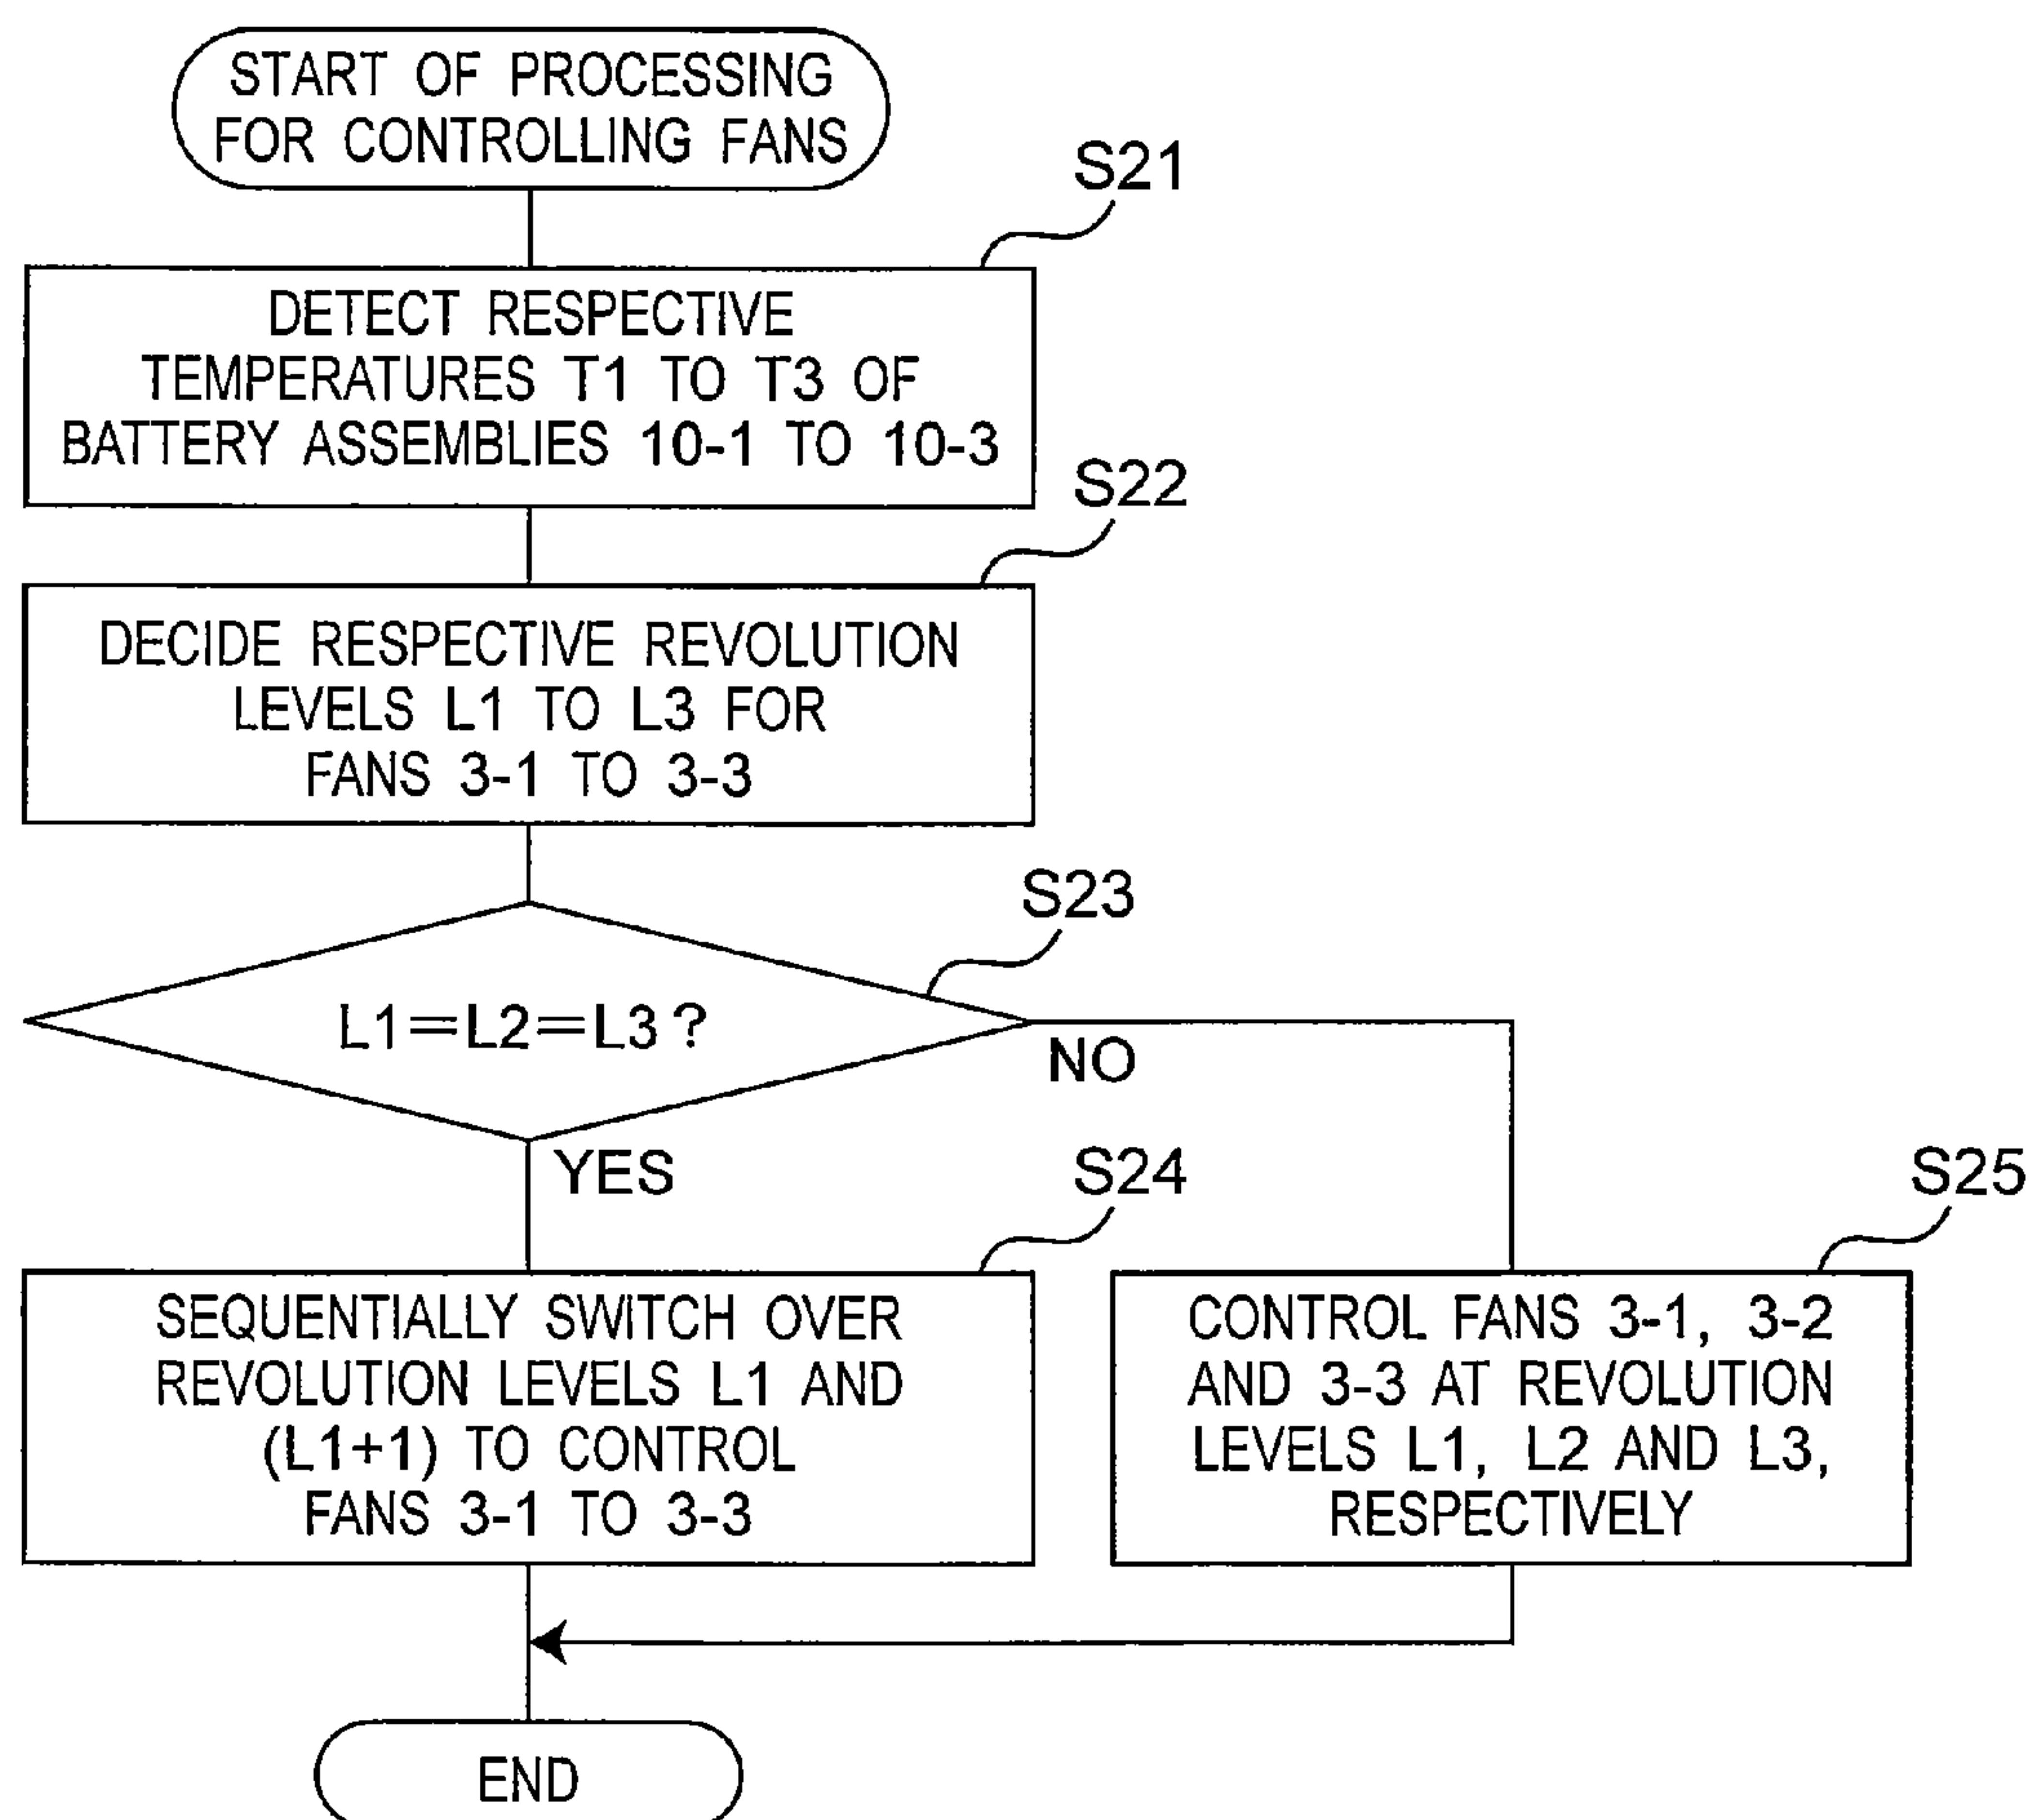 START OF PROCESSING
FOR CONTROLLING FANS
S21
DETECT RESPECTIVE
TEMPERATURES T1 TO T3 OF
BATTERY ASSEMBLIES 10-1 TO 10-3
S22
DECIDE RESPECTIVE REVOLUTION
LEVELS L1 TO L3 FOR
FANS 3-1 TO 3-3
S23
L1=L2=L3?
NO
YES
S24
SEQUENTIALLY SWITCH OVER
REVOLUTION LEVELS L1 AND
(L1+1) TO CONTROL
FANS 3-1 TO 3-3
S25
CONTROL FANS 3-1, 3-2
AND 3-3 AT REVOLUTION
LEVELS L1, L2 AND L3,
RESPECTIVELY
END